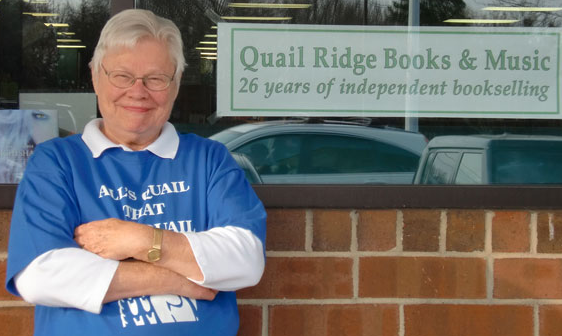 Quail Ridge Books & Music
26 years of independent bookselling
ALL'S QUAIL
THAT
QUAIL